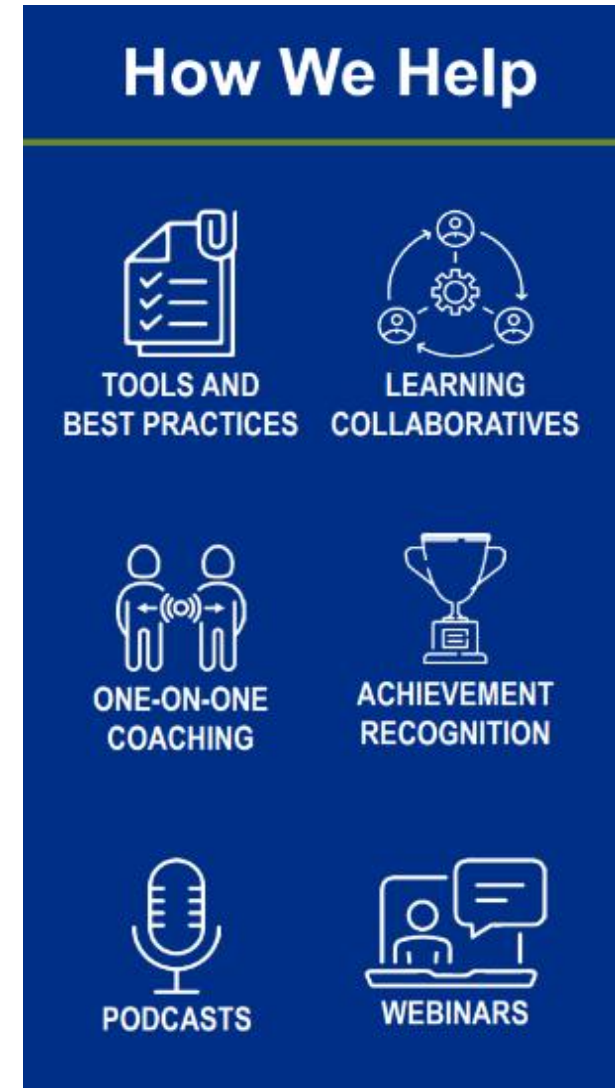 How We Help
TOOLS AND
BEST PRACTICES
LEARNING
COLLABORATIVES
ONE-ON-ONE
COACHING
ACHIEVEMENT
RECOGNITION
PODCASTS
WEBINARS